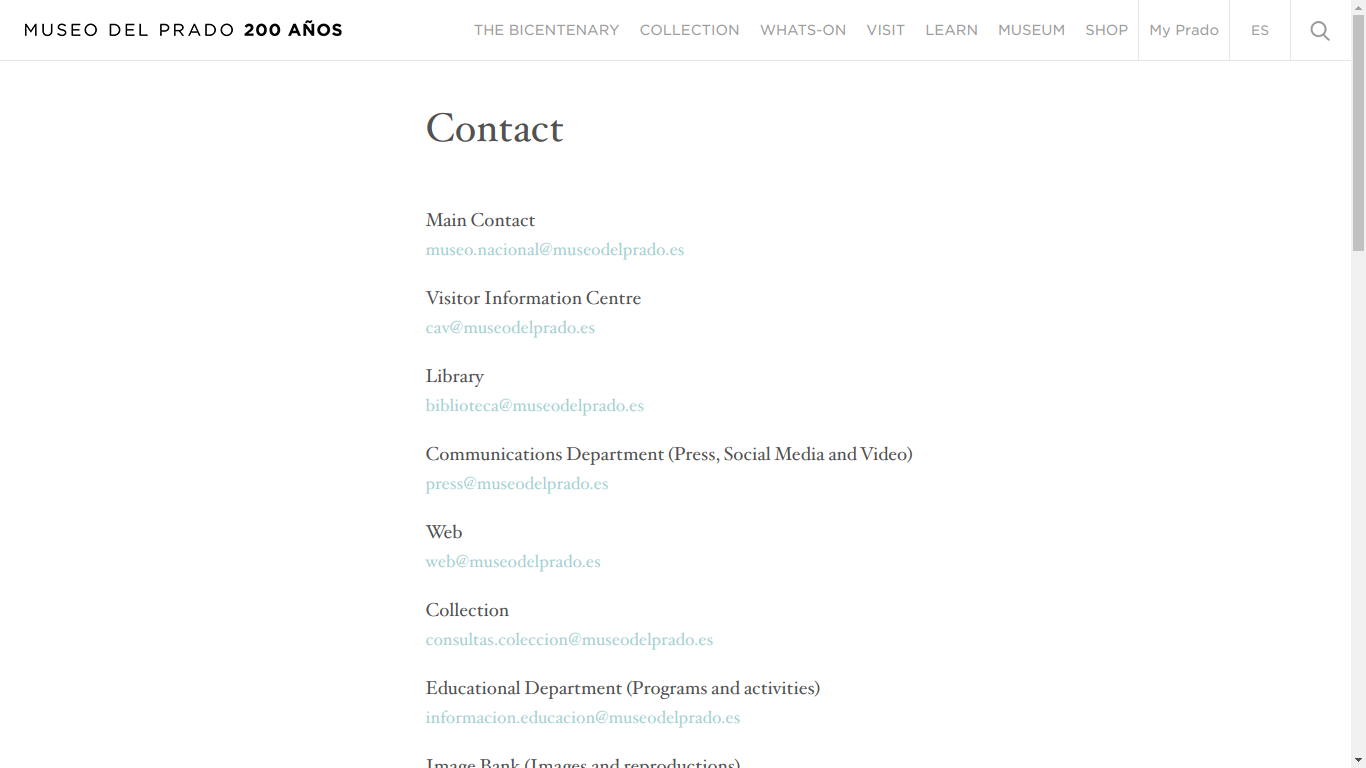 MUSEO DEL PRADO 200 AÑOS
THE BICENTENARY COLLECTION WHATS-ON VISIT LEARN MUSEUM SHOP My Prado ES
Contact
Main Contact
museo.nacional@museodelprado.es
Visitor Information Centre
cav@museodelprado.es
Library
biblioteca@museodelprado.es
Communications Department (Press, Social Media and Video)
press@museodelprado.es
Web
web@museodelprado.es
Collection
consultas.coleccion@museodelprado.es
Educational Department (Programs and activities)
informacion.educacion@museodelprado.es
Image Bank (Images and reproductions)